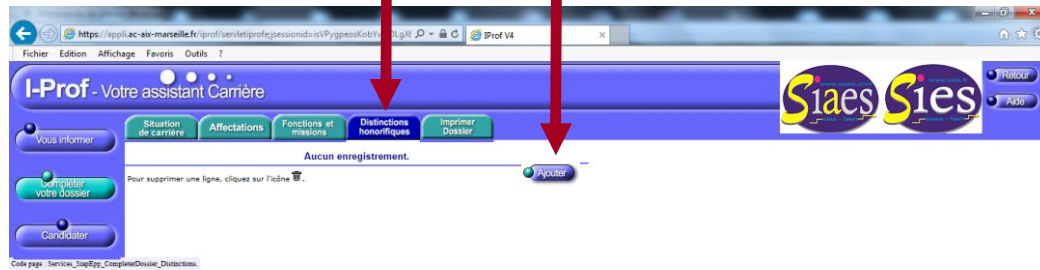 https://appli.ac-aix-marseille.fr/iprof/servletiprofe;jsessionid=
IProf V4
Fichier Edition Affichage Favoris Outils ?
I-Prof - Votre assistant Carrière
Siaes Sies
Retour
Aide
Vous informer
Situation de carrière
Affectations
Fonctions et missions
Distinctions honorifiques
Imprimer Dossier
Aucun enregistrement.
Ajouter
Pour supprimer une ligne, cliquez sur l'icône .
Compléter votre dossier
Candidater
Code page : Services_SiapEpp_CompleterDossier_Distinctions.